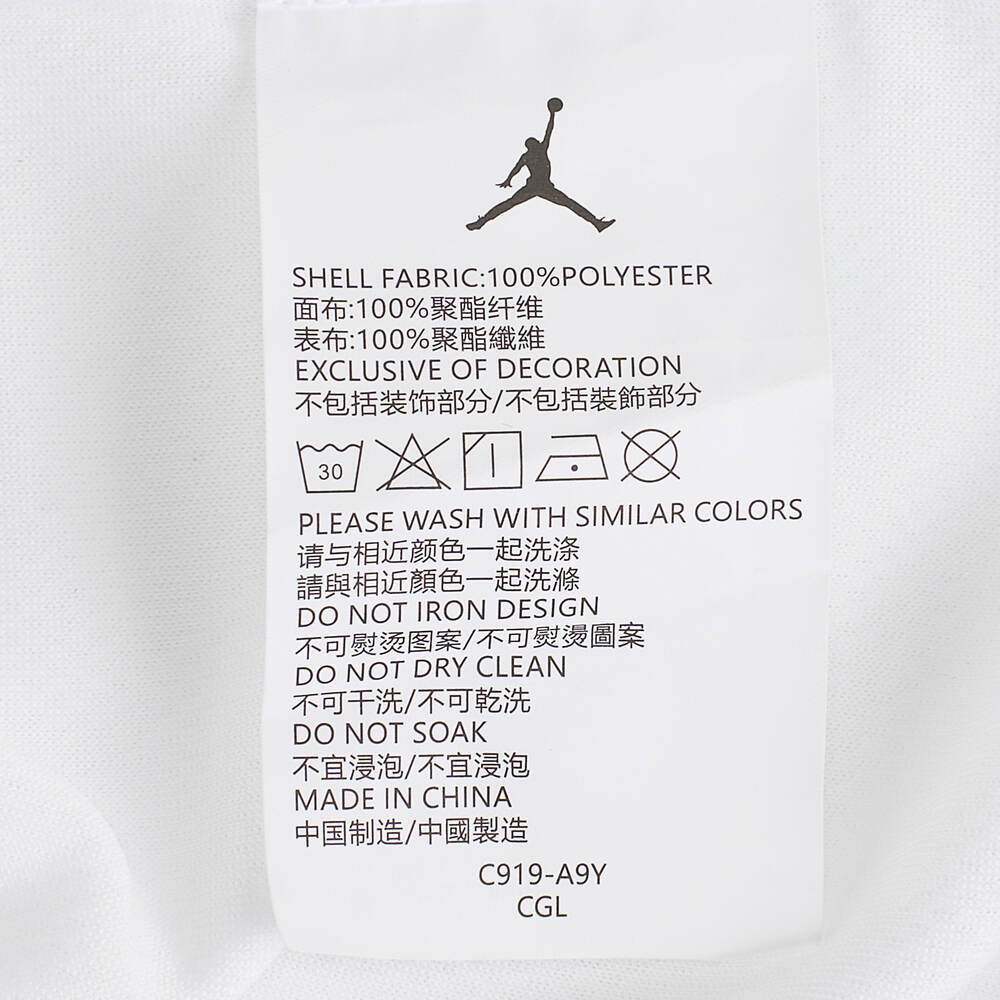 SHELL FABRIC:100%POLYESTER
面布:100%聚酯纤维
表布:100%聚酯纖維
EXCLUSIVE OF DECORATION
不包括装饰部分/不包括裝飾部分
30
PLEASE WASH WITH SIMILAR COLORS
请与相近颜色一起洗涤
請與相近顏色一起洗滌
DO NOT IRON DESIGN
不可熨烫图案/不可熨燙圖案
DO NOT DRY CLEAN
不可干洗/不可乾洗
DO NOT SOAK
不宜浸泡/不宜浸泡
MADE IN CHINA
中国制造/中國製造
C919-A9Y
CGL